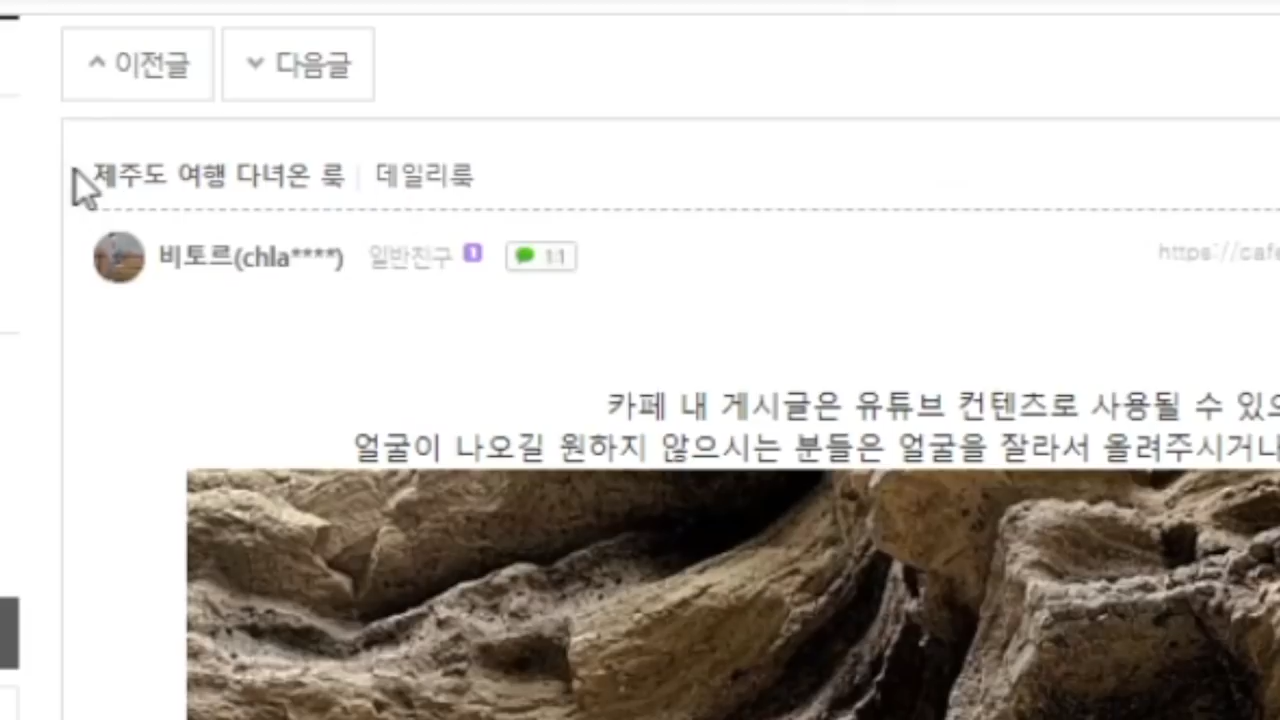 이전글 다음글
제주도 여행 다녀온 룩 데일리룩
비토르(chla****) 일반진구 1 1:1
https://cafe
카페 내 게시글은 유튜브 컨텐츠로 사용될 수 있으
얼굴이 나오길 원하지 않으시는 분들은 얼굴을 잘라서 올려주시거나